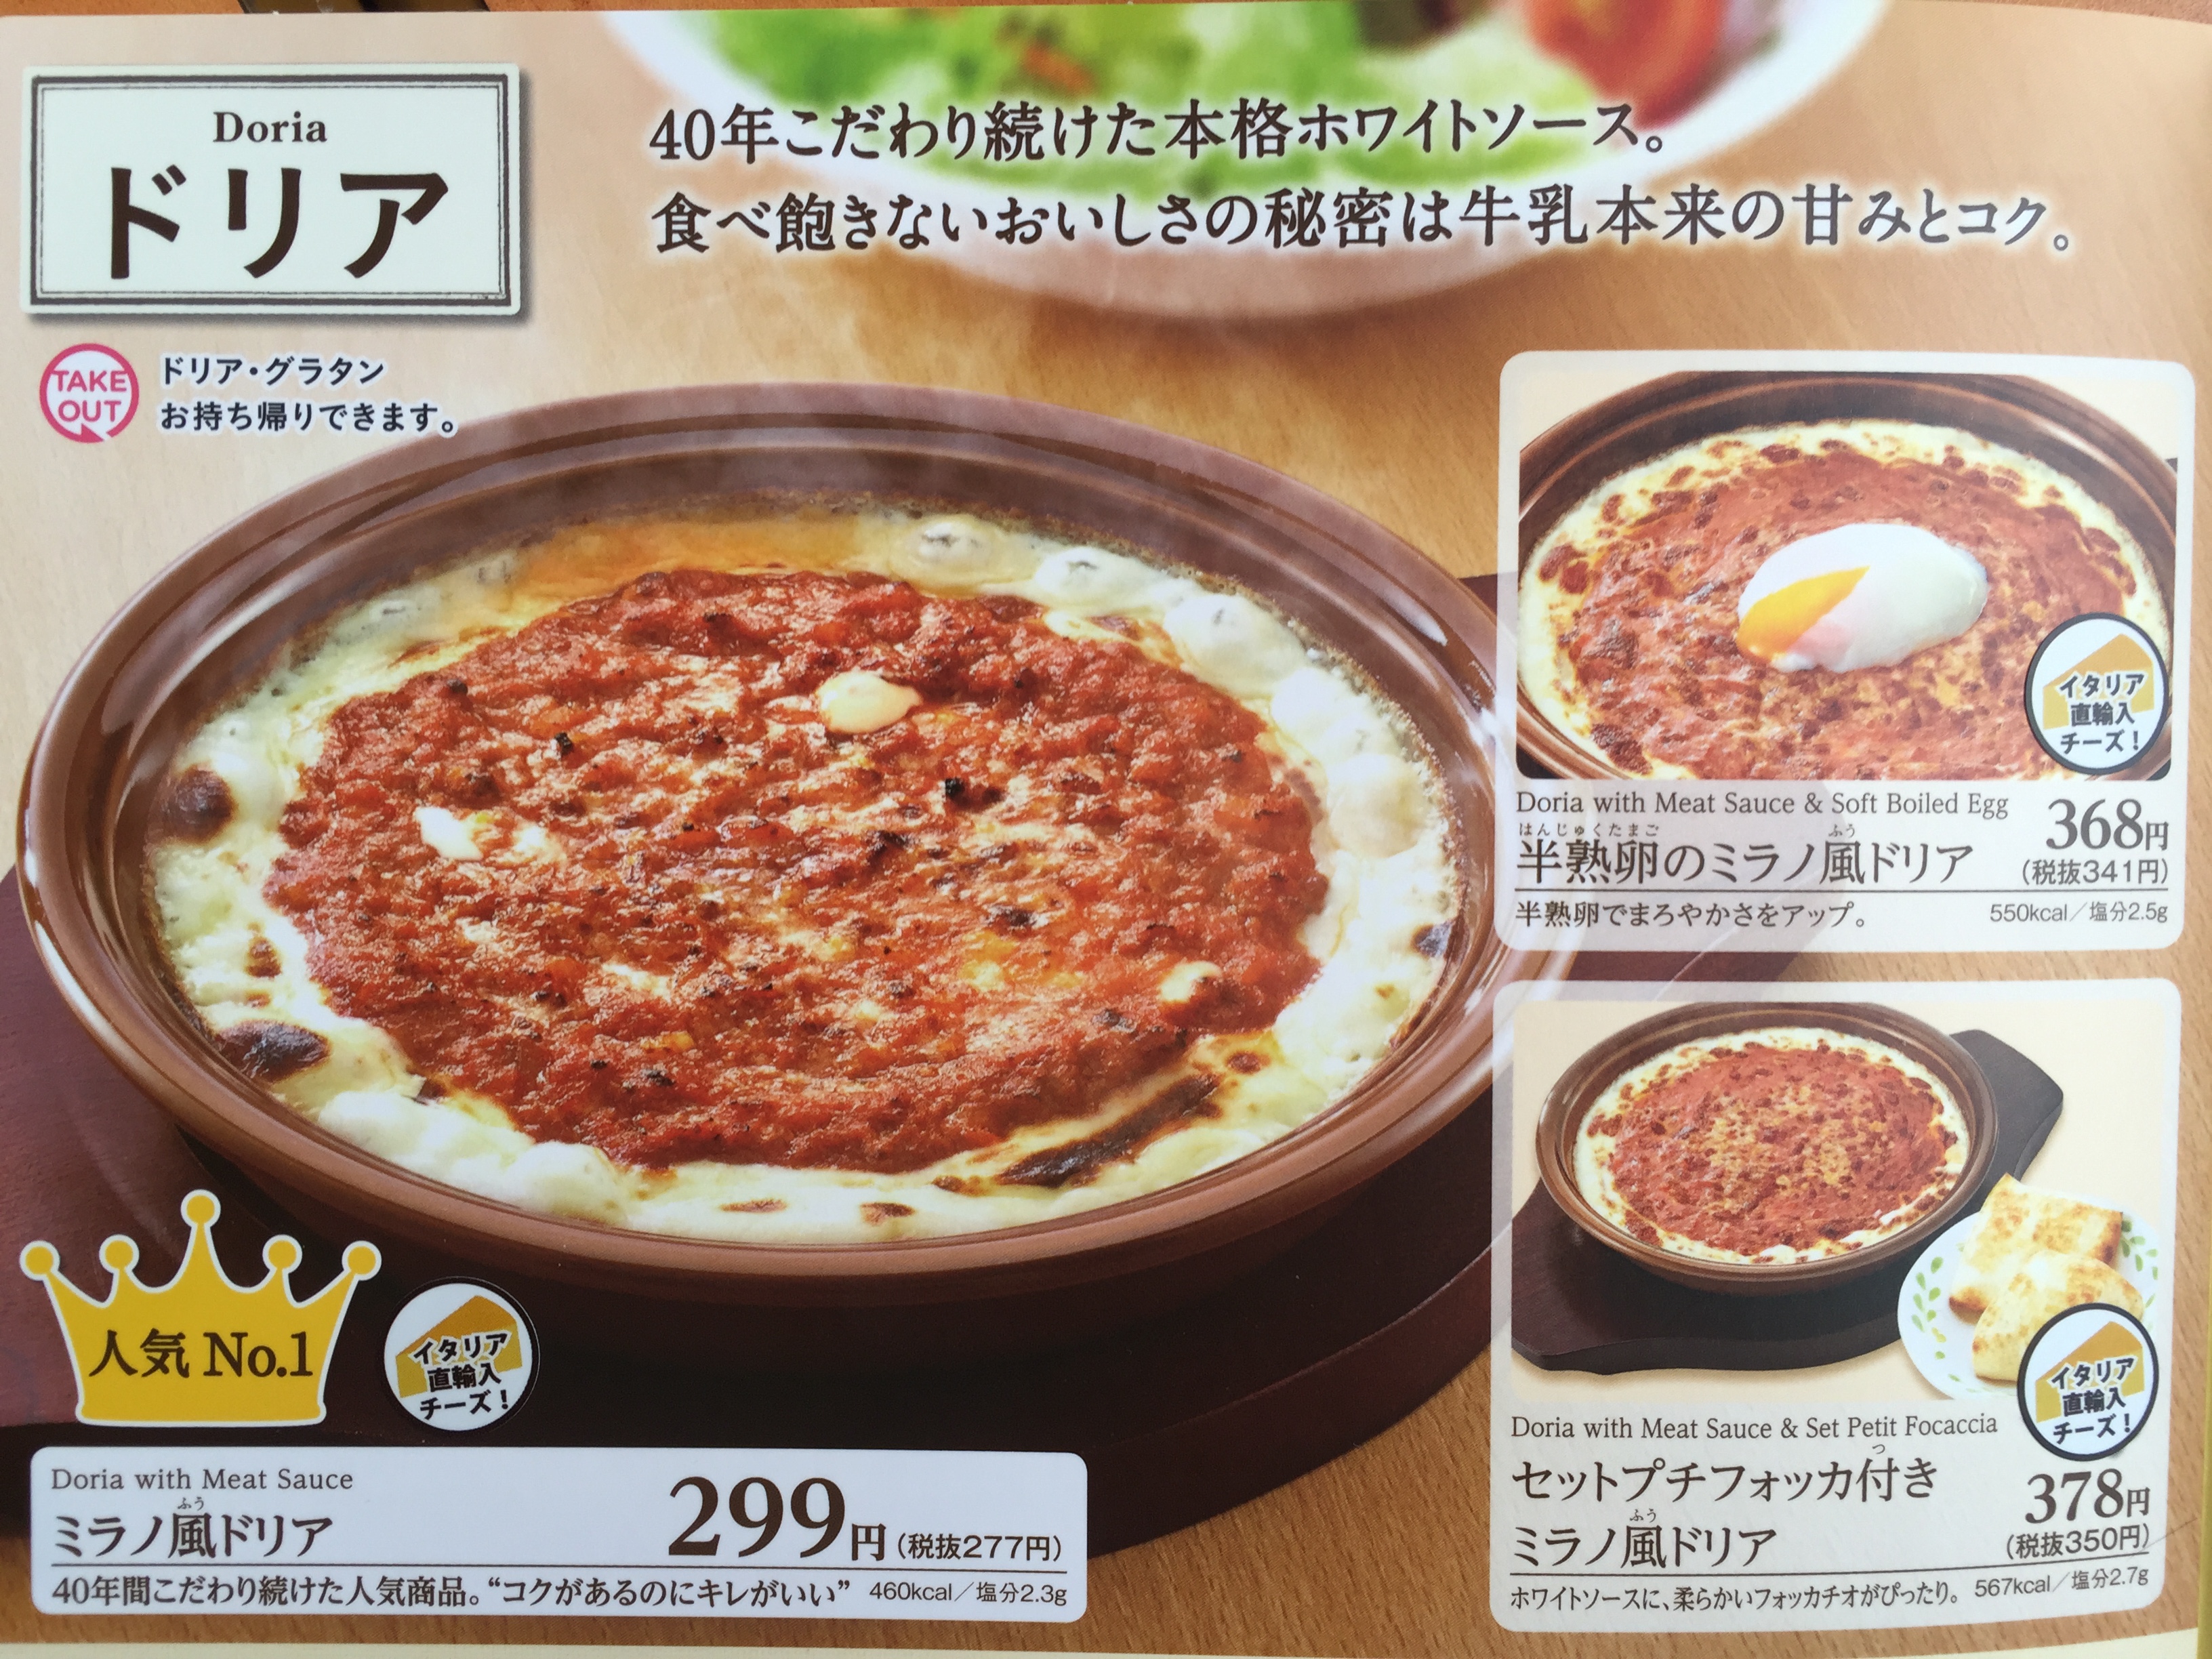 Doria
ドリア
40年こだわり続けた本格ホワイトソース。
食べ飽きないおいしさの秘密は牛乳本来の甘みとコク。
TAKE
OUT
ドリア・グラタン
お持ち帰りできます。
イタリア
直輸入
チーズ!
Doria with Meat Sauce & Soft Boiled Egg
はんじゅくたまご ふう
半熟卵のミラノ風ドリア
368円
(税抜341円)
半熟卵でまろやかさをアップ。 550kcal/塩分2.5g
イタリア
直輸入
チーズ!
Doria with Meat Sauce & Set Petit Focaccia
つ
セットプチフォッカ付き
ふう
ミラノ風ドリア
378円
(税抜350円)
ホワイトソースに、柔らかいフォッカチオがぴったり。 567kcal/塩分2.7g
人気 No.1
イタリア
直輸入
チーズ!
Doria with Meat Sauce
ふう
ミラノ風ドリア
299円(税抜277円)
40年間こだわり続けた人気商品。“コクがあるのにキレがいい” 460kcal/塩分2.3g